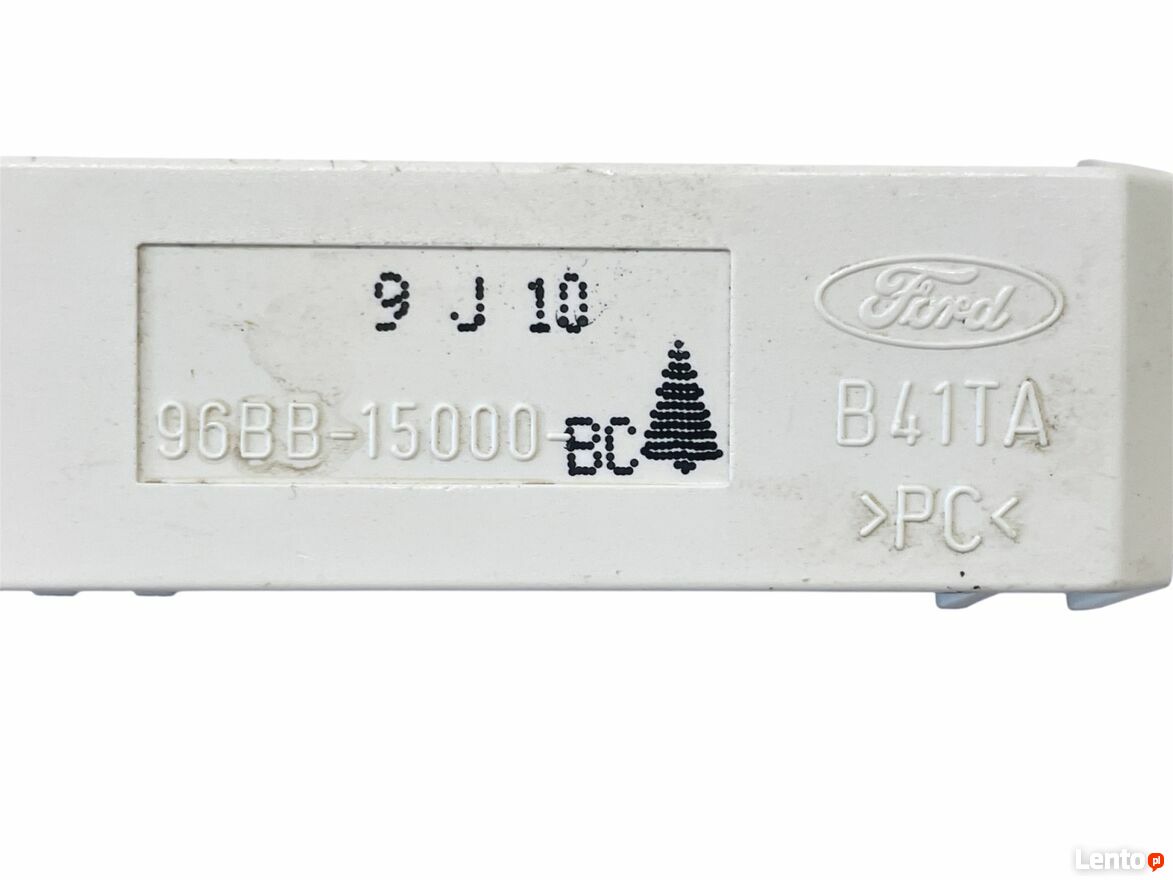 9 J 10
96BB-15000-BC
Ford
B41TA
>PC<
Lento pl